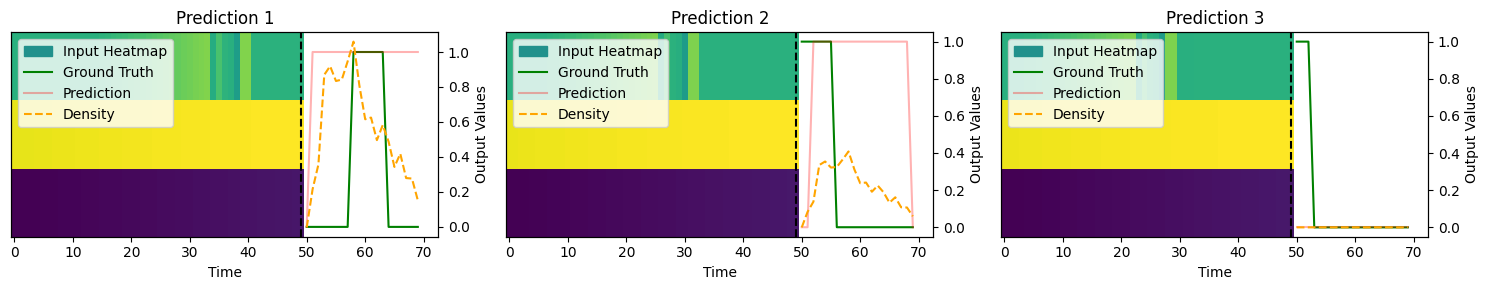 Prediction 1
Input Heatmap
Ground Truth
Prediction
Density
1.0
0.8
0.6
0.4
0.2
0.0
Output Values
0 10 20 30 40 50 60 70
Time
Prediction 2
Input Heatmap
Ground Truth
Prediction
Density
1.0
0.8
0.6
0.4
0.2
0.0
Output Values
0 10 20 30 40 50 60 70
Time
Prediction 3
Input Heatmap
Ground Truth
Prediction
Density
1.0
0.8
0.6
0.4
0.2
0.0
Output Values
0 10 20 30 40 50 60 70
Time